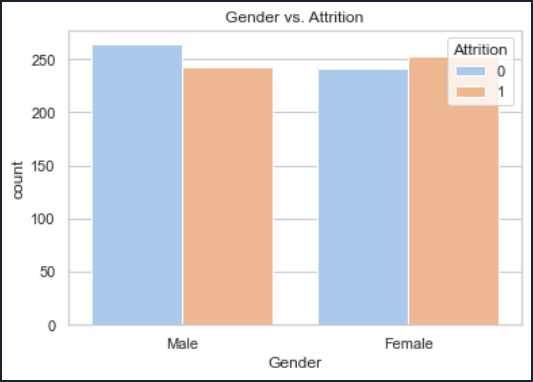 Gender vs. Attrition
Attrition
0
1
250
200
150
100
50
0
count
Male
Female
Gender